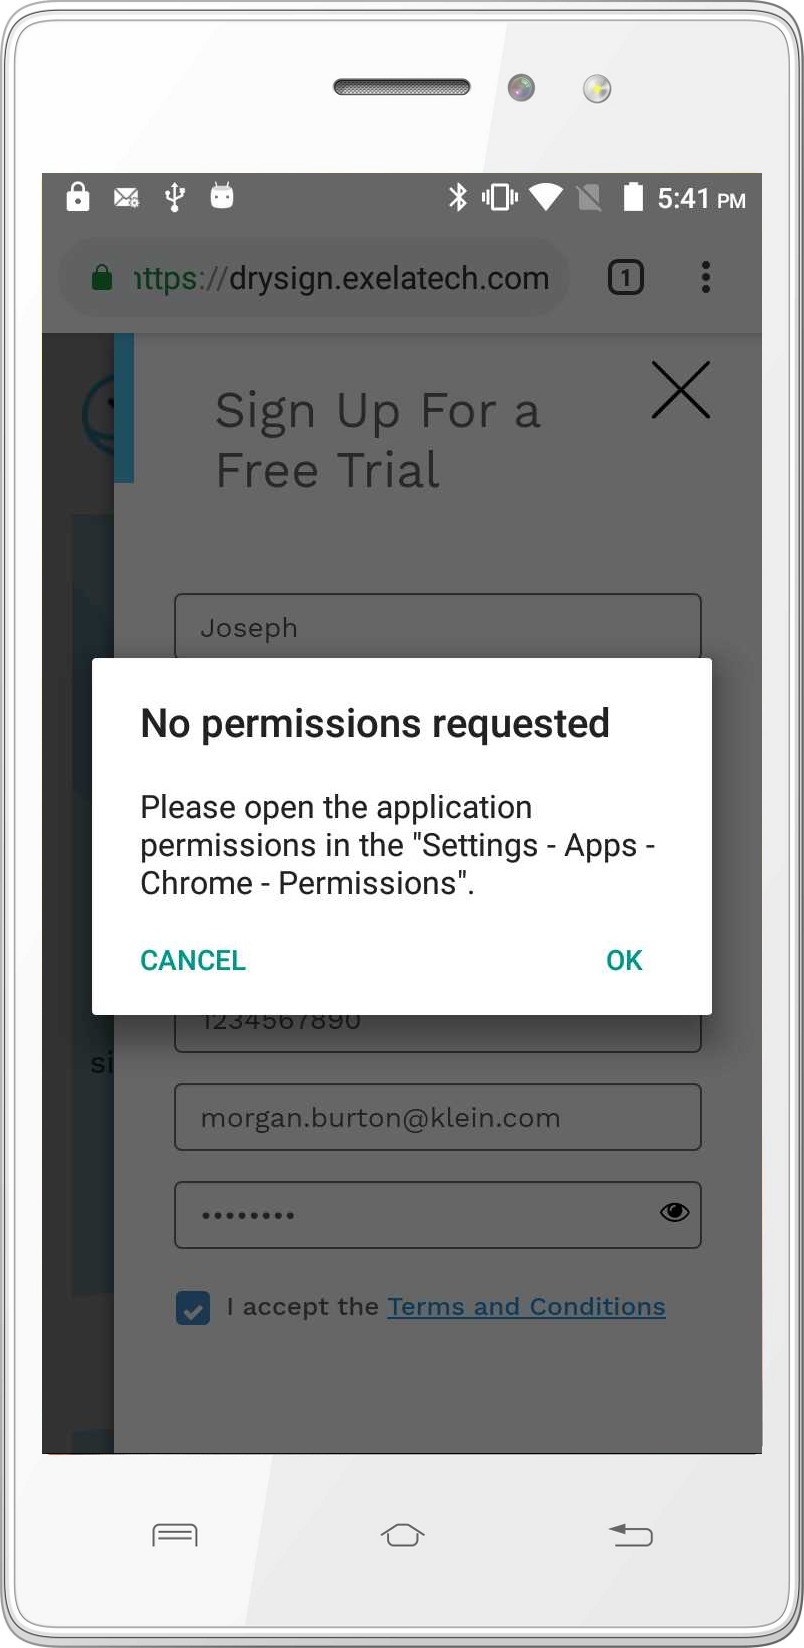 5:41 PM
https://drysign.exelatech.com
1
Sign Up For a
Free Trial
Joseph
No permissions requested
Please open the application
permissions in the "Settings - Apps -
Chrome - Permissions".
CANCEL
OK
1234567890
si
morgan.burton@klein.com
••••••••
I accept the Terms and Conditions